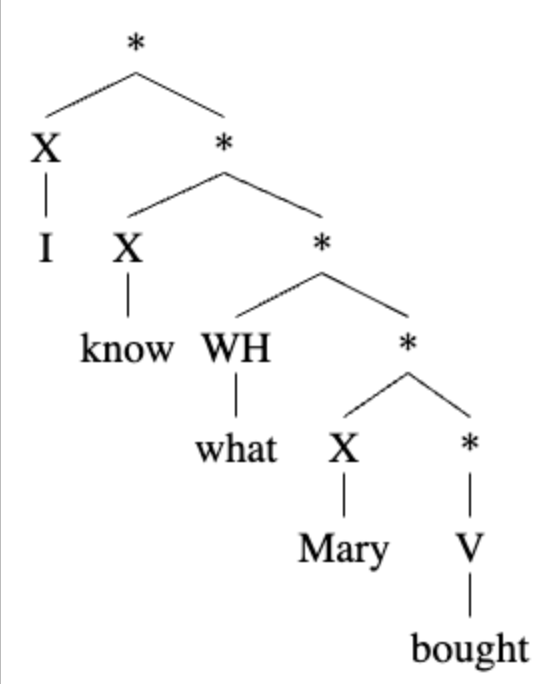 *
X *
I X *
know WH *
what X *
Mary V
bought